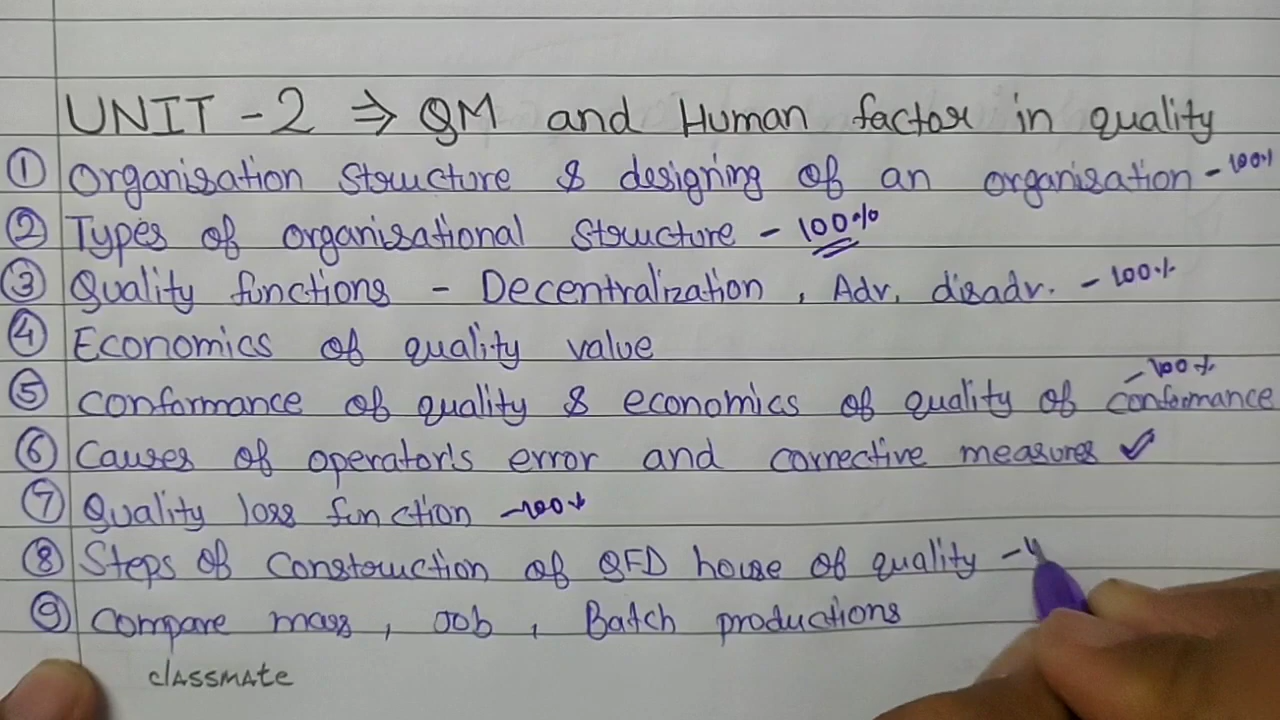 UNIT - 2 ⇒ QM and Human factor in quality
① Organisation Structure & designing of an organisation - 100%
② Types of organisational Structure - 100%
③ Quality functions - Decentralization, Adv. disadv. - 100%
④ Economics of quality value
⑤ Conformance of quality & economics of quality of conformance - 100%
⑥ Causes of operator's error and corrective measures ✓
⑦ Quality loss function - 100%
⑧ Steps of Construction of QFD house of quality -
⑨ Compare mass, Job, Batch productions
classmate